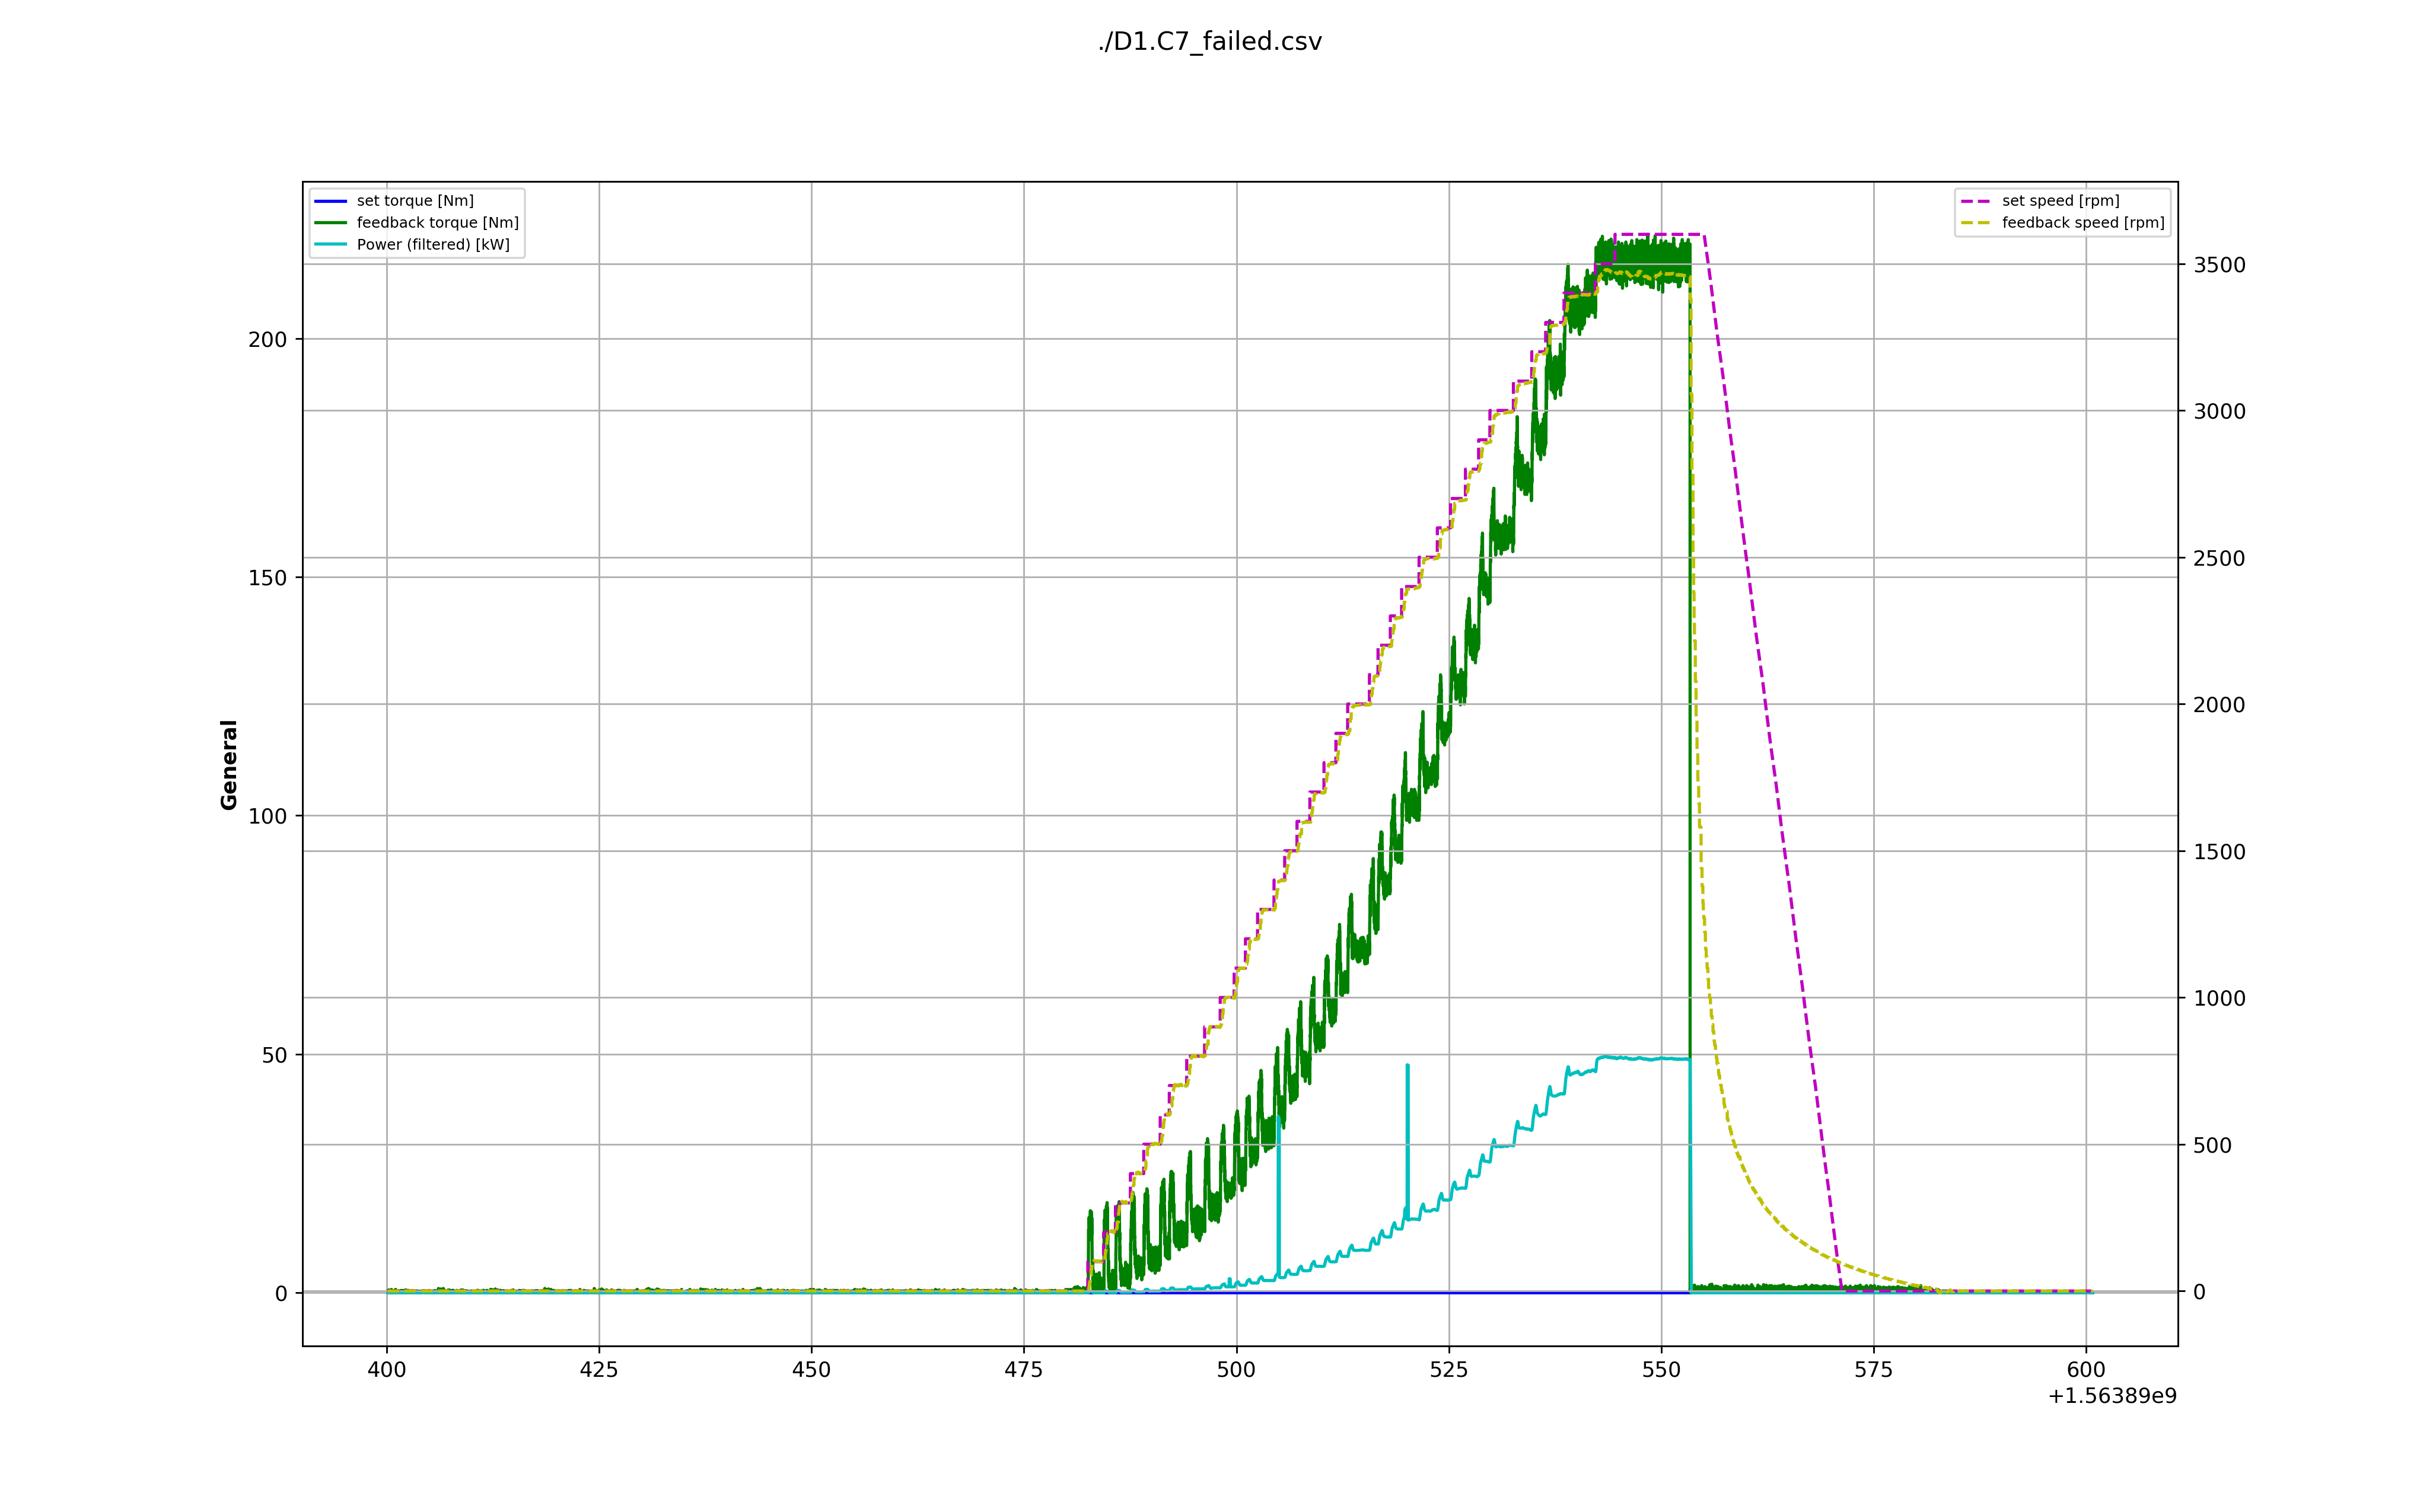 ./D1.C7_failed.csv
set torque [Nm]
feedback torque [Nm]
Power (filtered) [kW]
set speed [rpm]
feedback speed [rpm]
General
200
150
100
50
0
3500
3000
2500
2000
1500
1000
500
0
400 425 450 475 500 525 550 575 600
+1.56389e9